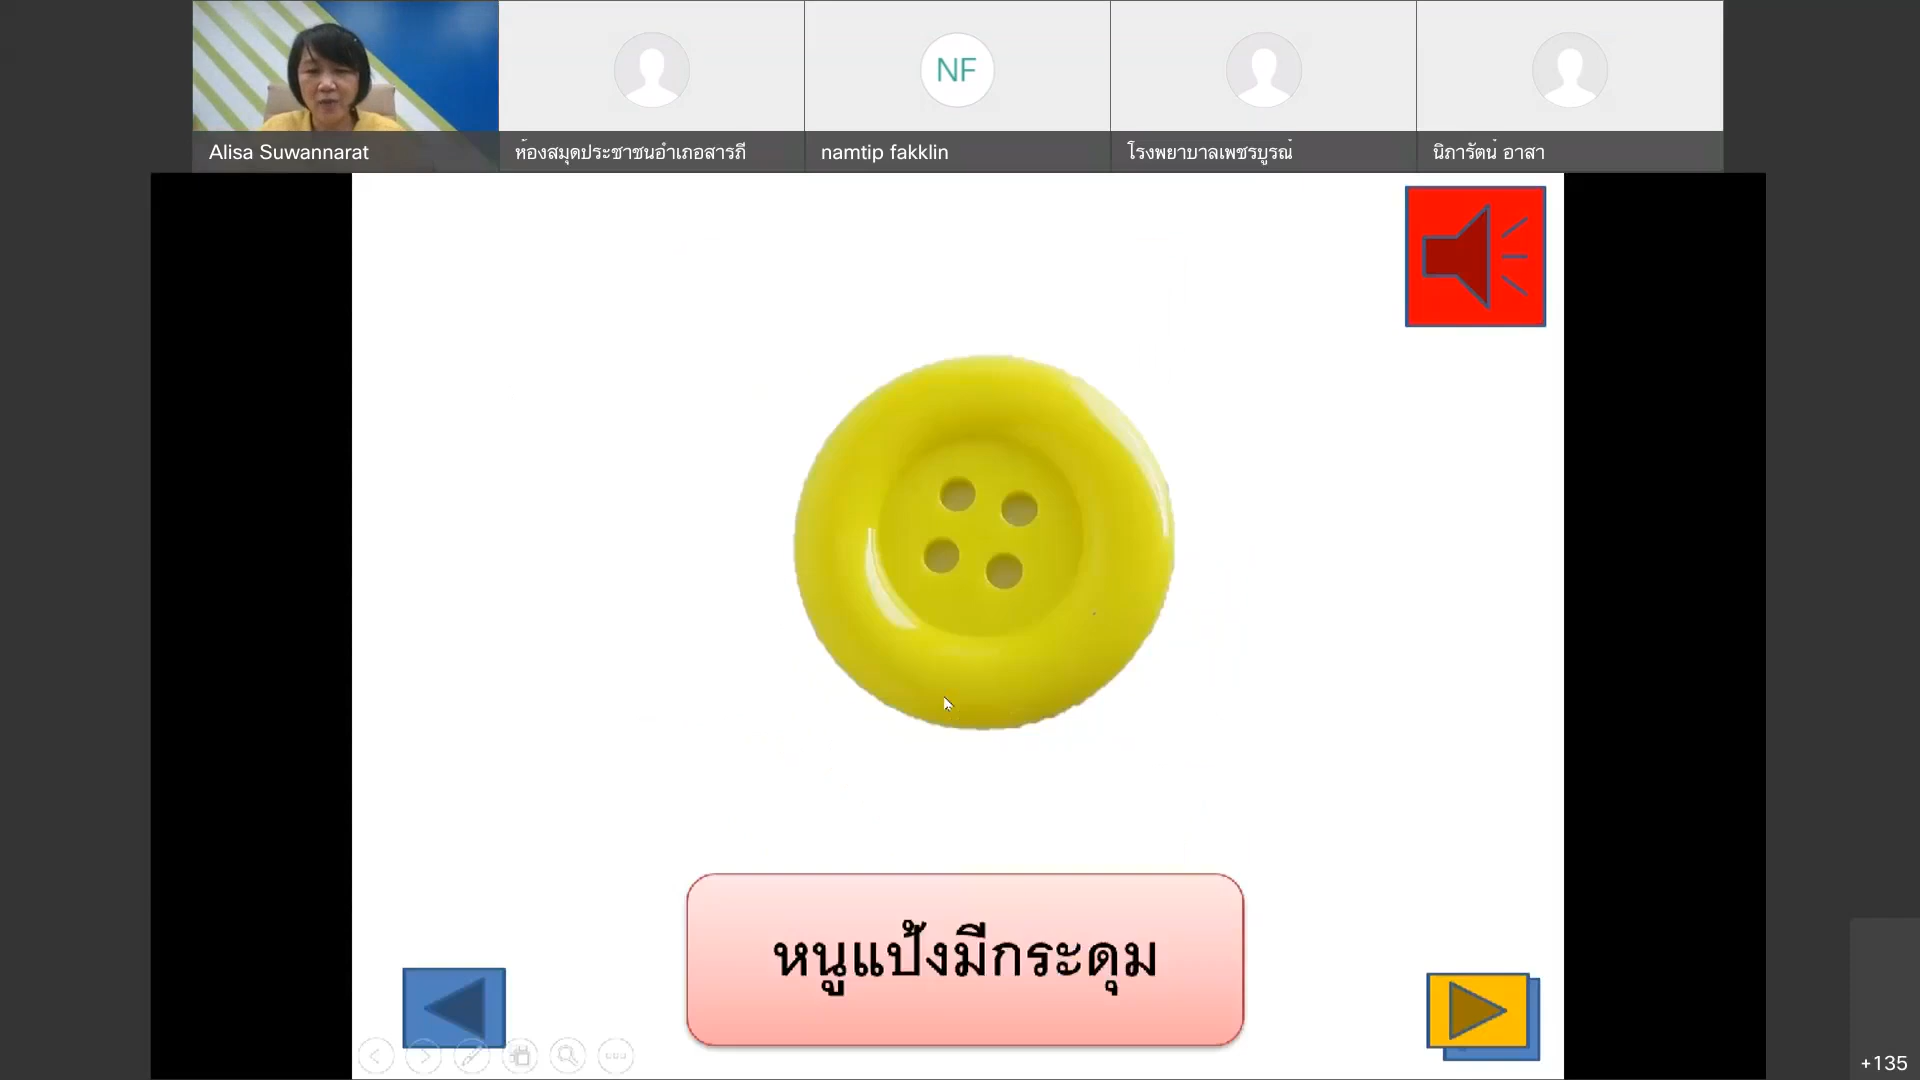 Alisa Suwannarat
ห้องสมุดประชาชนอำเภอสารภี
NF
namtip fakklin
โรงพยาบาลเพชรบูรณ์
นิภารัตน์ อาสา
หนูแป้งมีกระดุม
+135